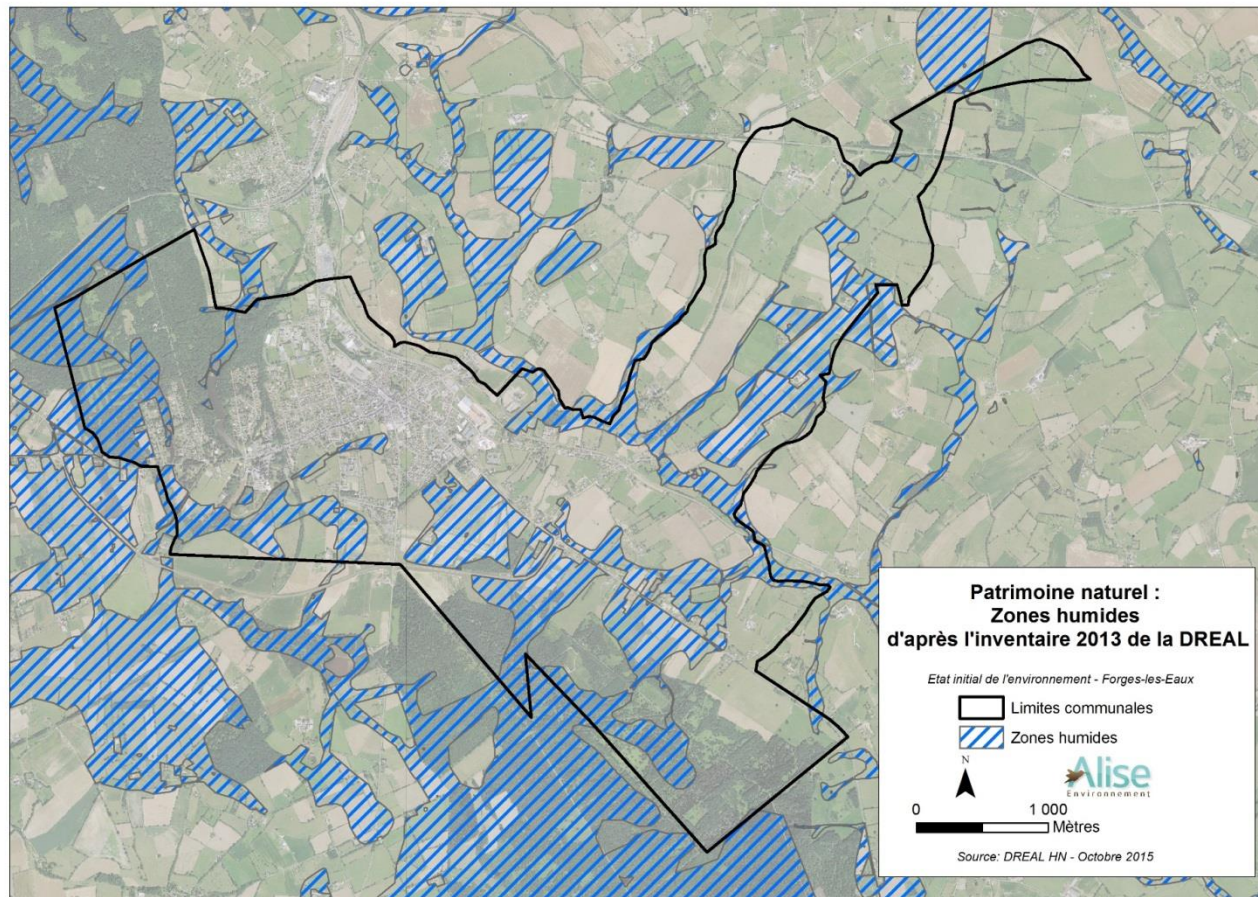 Patrimoine naturel :
Zones humides
d'après l'inventaire 2013 de la DREAL
Etat initial de l'environnement - Forges-les-Eaux
Limites communales
Zones humides
N
Alise
Environnement
0 1 000
Mètres
Source: DREAL HN - Octobre 2015